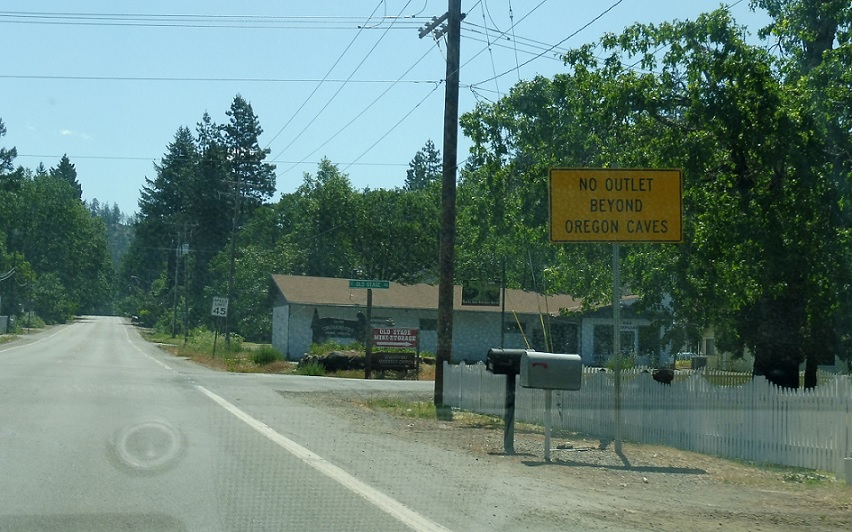 NO OUTLET
BEYOND
OREGON CAVES
OLD STAGE
45
OLD STAGE
MINI-STORAGE